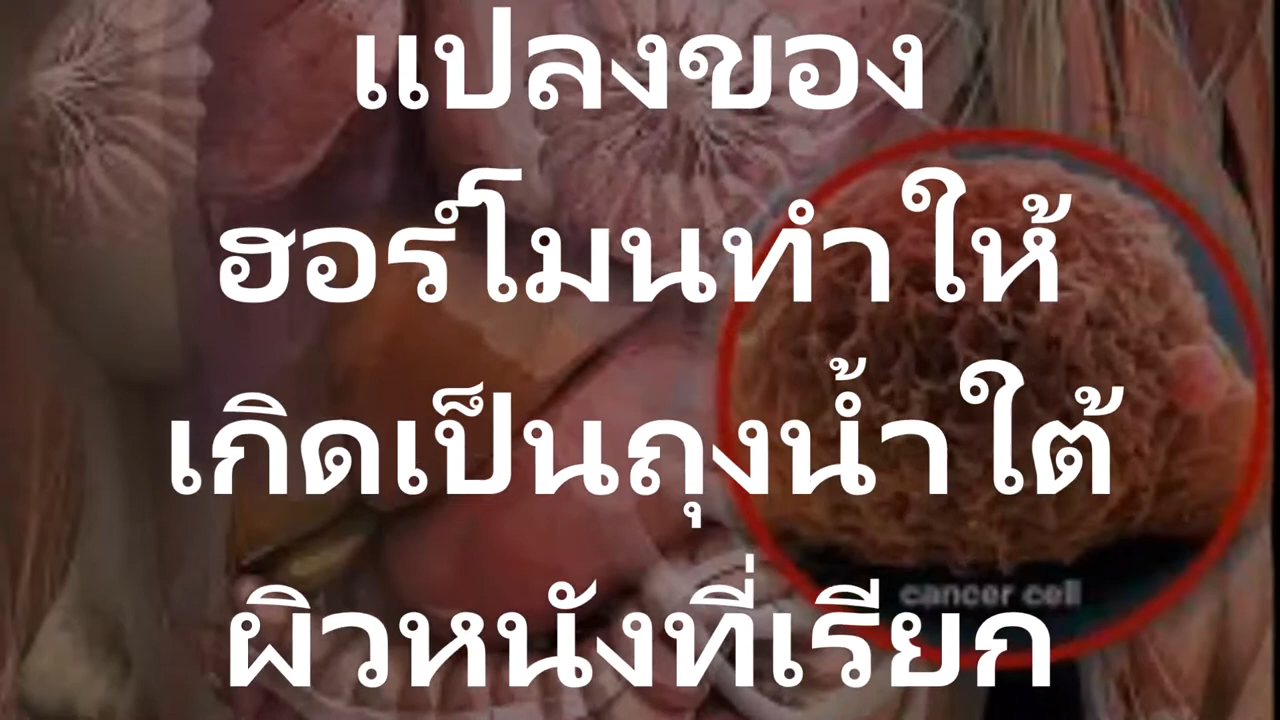 แปลงของ
ฮอร์โมนทำให้
เกิดเป็นถุงน้ำใต้
ผิวหนังที่เรียก
cancer cell